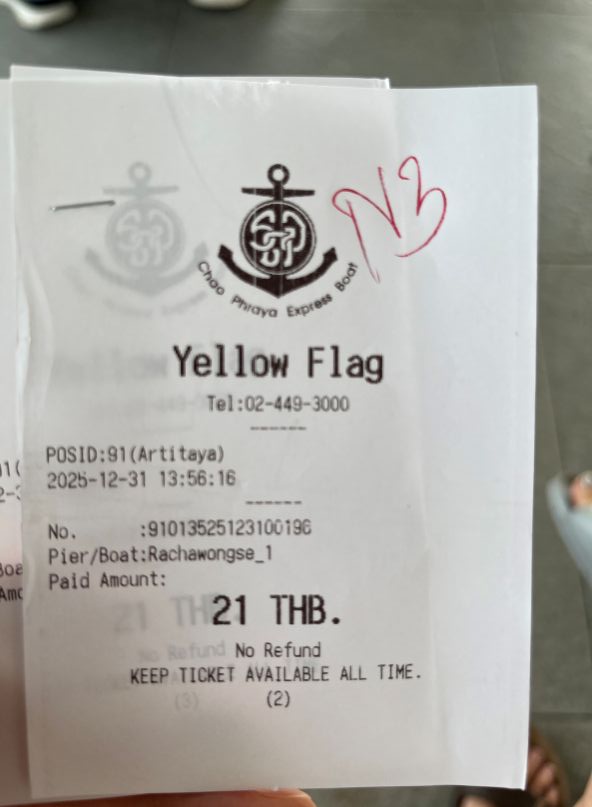 N3
Chao Phraya Express Boat
Yellow Flag
Tel:02-449-3000
------
POSID:91(Artitaya)
2025-12-31 13:56:16
------
No. :91013525123100196
Pier/Boat:Rachawongse_1
Paid Amount:
21 THB.
No Refund
KEEP TICKET AVAILABLE ALL TIME.
(2)